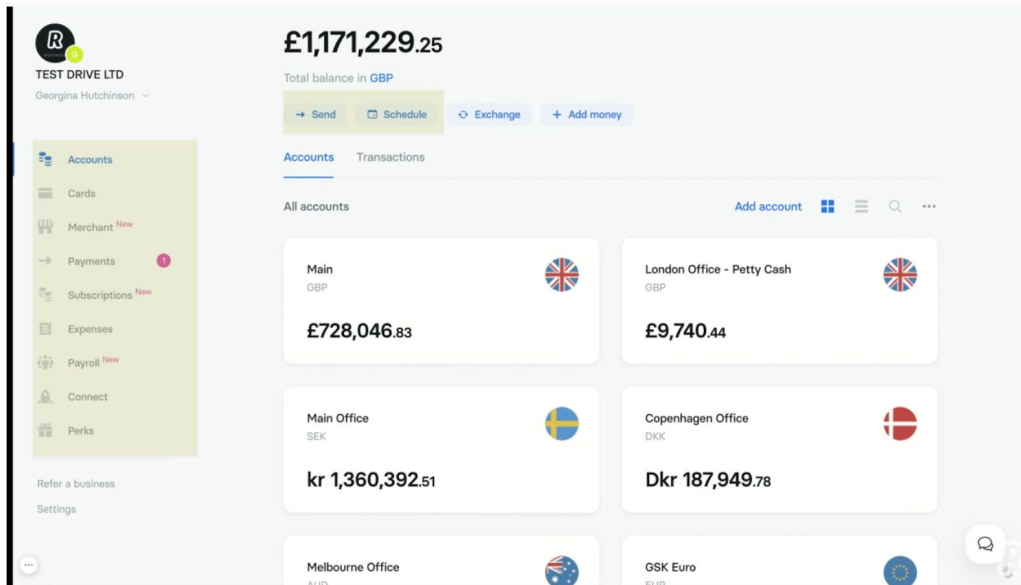 R
TEST DRIVE LTD
Georgina Hutchinson
Accounts
Cards
Merchant New
Payments 1
Subscriptions New
Expenses
Payroll New
Connect
Perks
Refer a business
Settings
£1,171,229.25
Total balance in GBP
→ Send Schedule Exchange + Add money
Accounts Transactions
All accounts Add account
Main
GBP
£728,046.83
London Office - Petty Cash
GBP
£9,740.44
Main Office
SEK
kr 1,360,392.51
Copenhagen Office
DKK
Dkr 187,949.78
Melbourne Office
AUD
GSK Euro
EUR